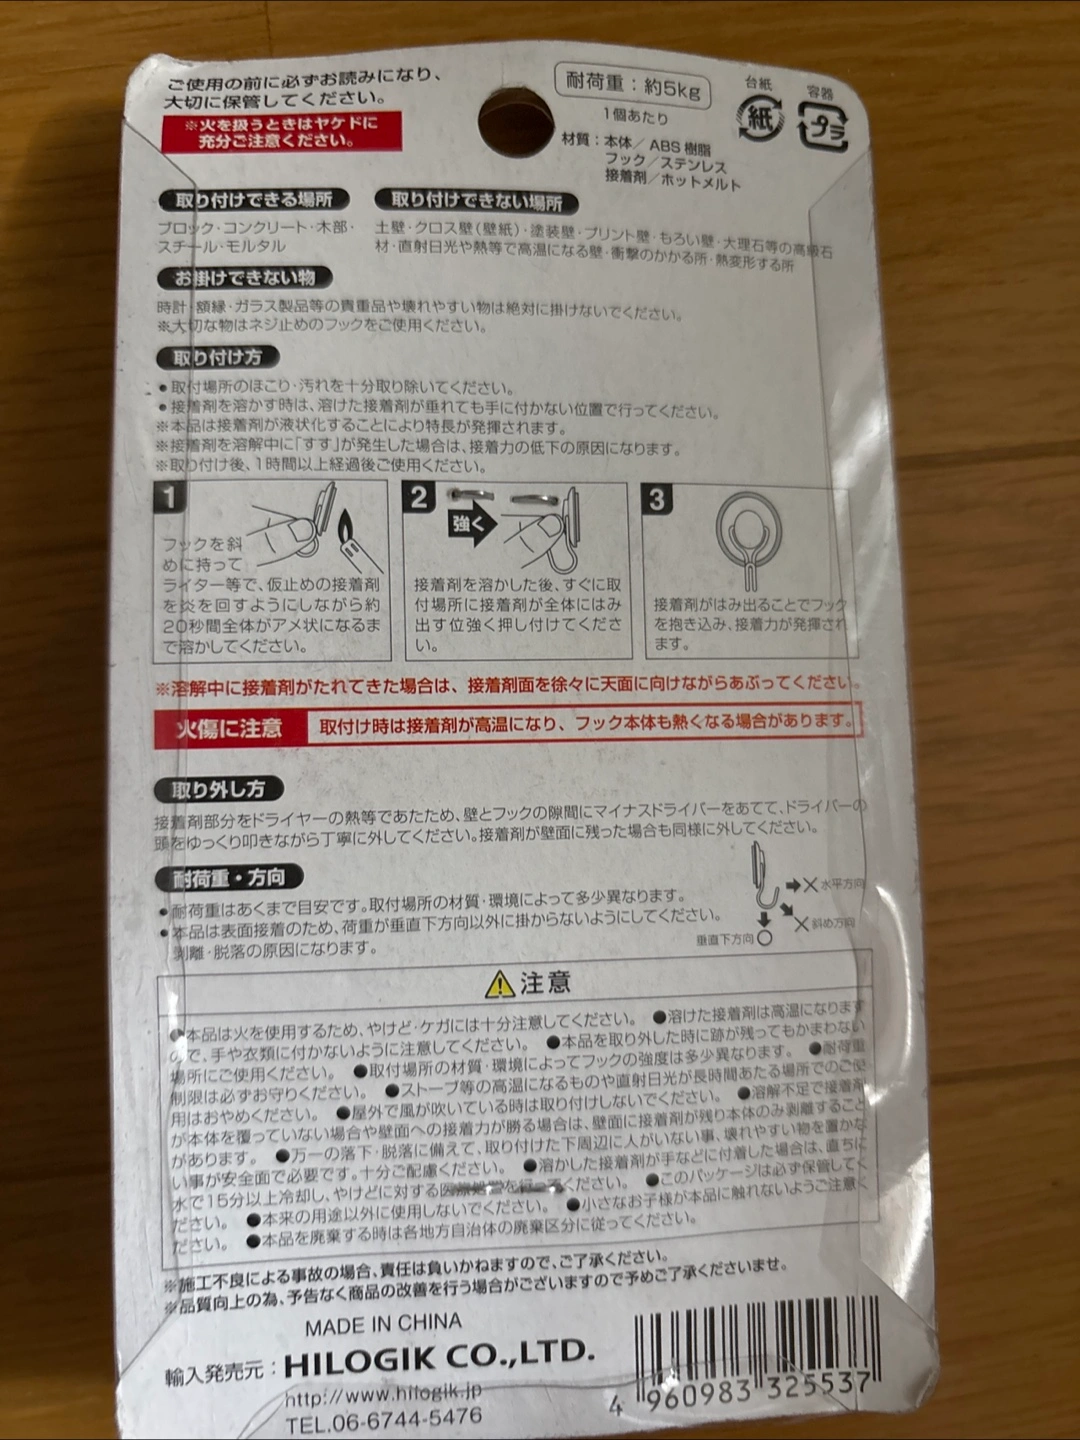 ご使用の前に必ずお読みになり、
大切に保管してください。
※火を扱うときはヤケドに
充分ご注意ください。
耐荷重：約5kg
1個あたり
材質：本体／ABS樹脂
フック／ステンレス
接着剤／ホットメルト
台紙
紙
容器
プラ
取り付けできる場所
ブロック・コンクリート・木部・
スチール・モルタル
取り付けできない場所
土壁・クロス壁(壁紙)・塗装壁・プリント壁・もろい壁・大理石等の高級石
材・直射日光や熱等で高温になる壁・衝撃のかかる所・熱変形する所
お掛けできない物
時計・額縁・ガラス製品等の貴重品や壊れやすい物は絶対に掛けないでください。
※大切な物はネジ止めのフックをご使用ください。
取り付け方
●取付場所のほこり・汚れを十分取り除いてください。
●接着剤を溶かす時は、溶けた接着剤が垂れても手に付かない位置で行ってください。
※本品は接着剤が液状化することにより特長が発揮されます。
※接着剤を溶解中に「すす」が発生した場合は、接着力の低下の原因になります。
※取り付け後、1時間以上経過後ご使用ください。
1
フックを斜
めに持って
ライター等で、仮止めの接着剤
を炎を回すようにしながら約
20秒間全体がアメ状になるま
で溶かしてください。
2
強く
接着剤を溶かした後、すぐに取
付場所に接着剤が全体にはみ
出す位強く押し付けてくださ
い。
3
接着剤がはみ出ることでフック
を抱き込み、接着力が発揮され
ます。
※溶解中に接着剤がたれてきた場合は、接着剤面を徐々に天面に向けながらあぶってください。
火傷に注意 取付け時は接着剤が高温になり、フック本体も熱くなる場合があります。
取り外し方
接着剤部分をドライヤーの熱等であたため、壁とフックの隙間にマイナスドライバーをあてて、ドライバーの
頭をゆっくり叩きながら丁寧に外してください。接着剤が壁面に残った場合も同様に外してください。
耐荷重・方向
●耐荷重はあくまで目安です。取付場所の材質・環境によって多少異なります。
●本品は表面接着のため、荷重が垂直下方向以外に掛からないようにしてください。
剥離・脱落の原因になります。
水平方向
斜め方向
垂直下方向
注意
●本品は火を使用するため、やけど・ケガには十分注意してください。 ●溶けた接着剤は高温になります
ので、手や衣類に付かないように注意してください。 ●本品を取り外した時に跡が残ってもかまわない
場所にご使用ください。 ●取付場所の材質・環境によってフックの強度は多少異なります。 ●耐荷重
制限は必ずお守りください。 ●ストーブ等の高温になるものや直射日光が長時間あたる場所でのご使
用はおやめください。 ●屋外で風が吹いている時は取り付けしないでください。 ●溶解不足で接着剤
が本体を覆っていない場合や壁面への接着力が勝る場合は、壁面に接着剤が残り本体のみ剥離すること
があります。 ●万一の落下・脱落に備えて、取り付けた下周辺に人がいない事、壊れやすい物を置かな
い事が安全面で必要です。十分ご配慮ください。 ●溶かした接着剤が手などに付着した場合は、直ちに
水で15分以上冷却し、やけどに対する医療処置を行ってください。 ●このパッケージは必ず保管してく
ださい。 ●本来の用途以外に使用しないでください。 ●小さなお子様が本品に触れないようご注意く
ださい。 ●本品を廃棄する時は各地方自治体の廃棄区分に従ってください。
※施工不良による事故の場合、責任は負いかねますので、ご了承ください。
※品質向上の為、予告なく商品の改善を行う場合がございますので予めご了承くださいませ。
MADE IN CHINA
輸入発売元：HILOGIK CO.,LTD.
http://www.hilogik.jp
TEL.06-6744-5476
4 960983 325537